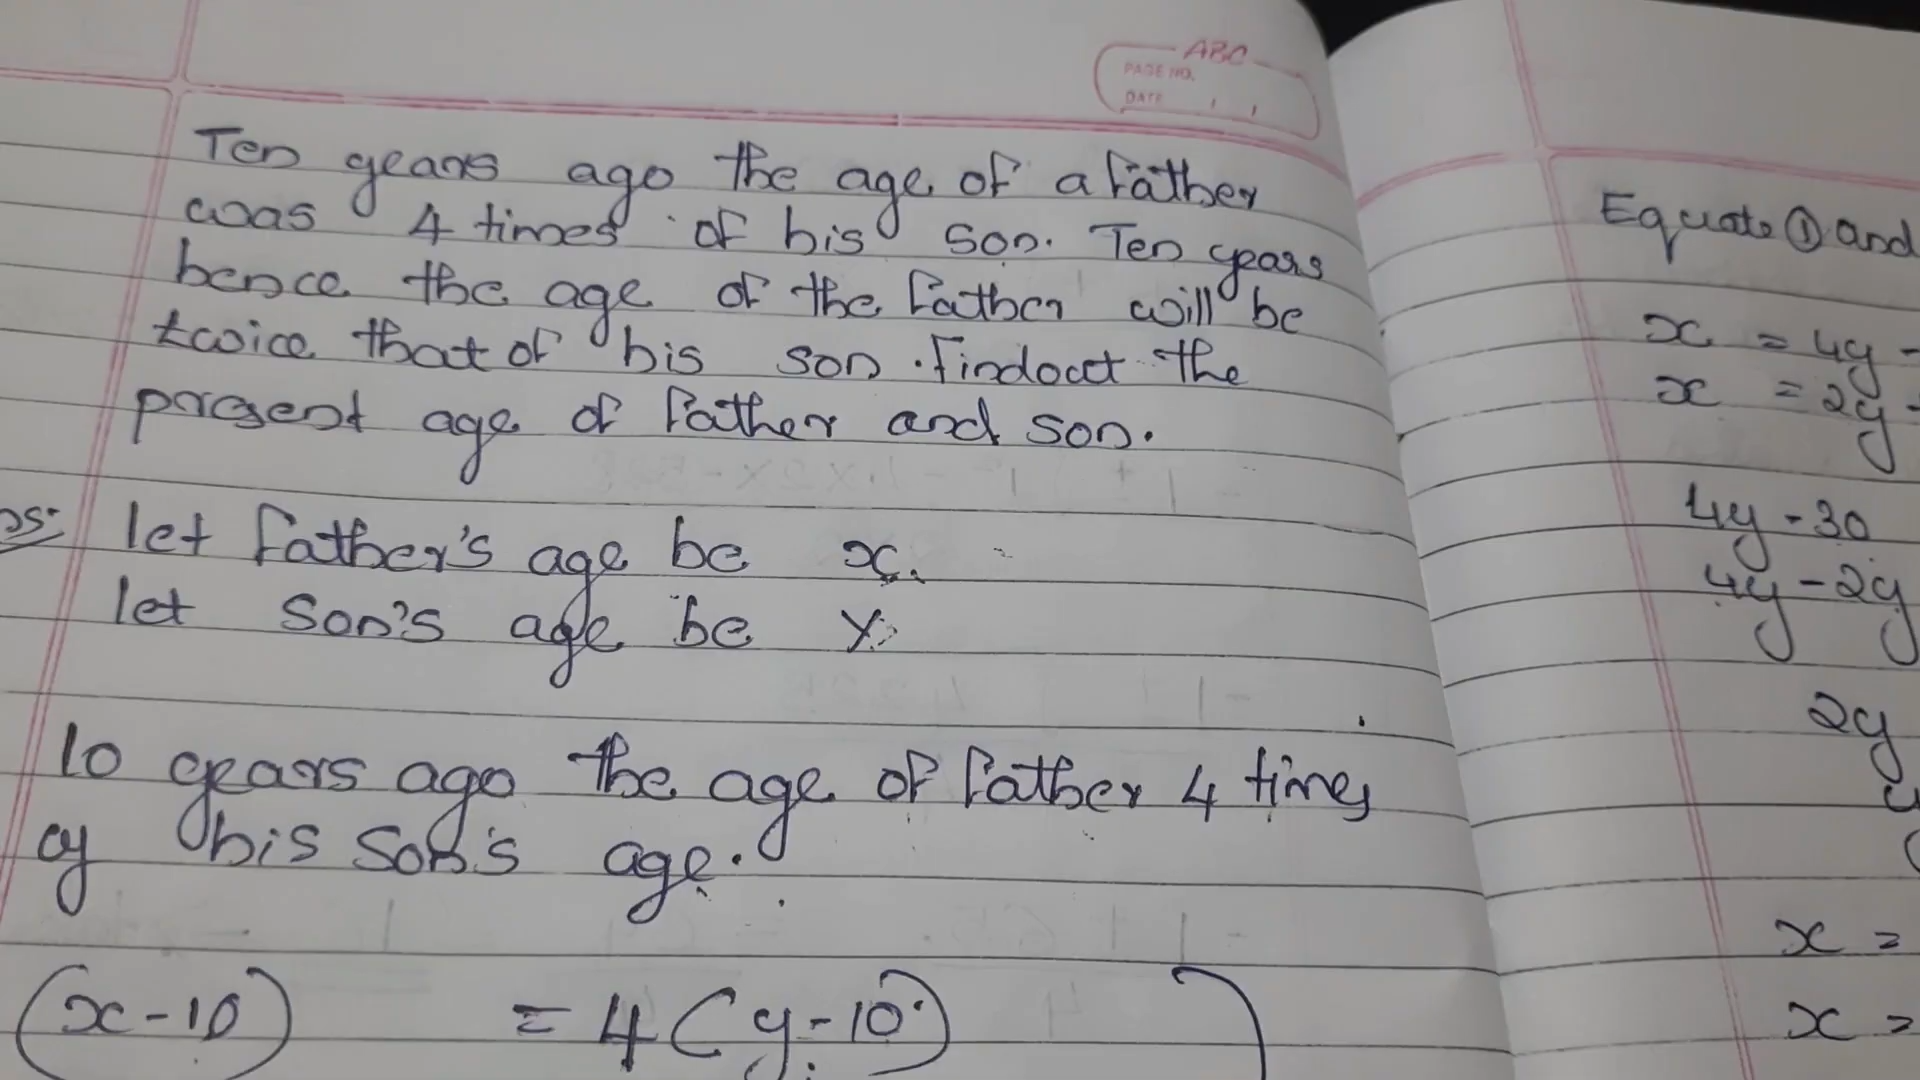 ABC
PAGE NO.
DATE
Ten years ago the age of a father
was 4 times of his son. Ten years
hence the age of the father will be
twice that of his son. Findout the
present age of father and son.
let father's age be x.
let Son's age be y
10 years ago the age of father 4 times
of his Son's age.
(x-10) = 4(y-10)
Equate ① and
x = 4y -
x = 2y -
4y - 30
4y - 2y
2y
x =
x =